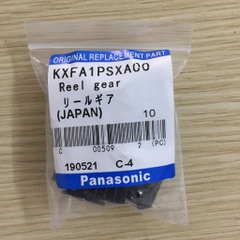 ORIGINAL REPLACEMENT PART
KXFA1PSXA00
Reel gear
リールギア
(JAPAN) 10
C 00509 2 (PC)
190521 C-4
Panasonic